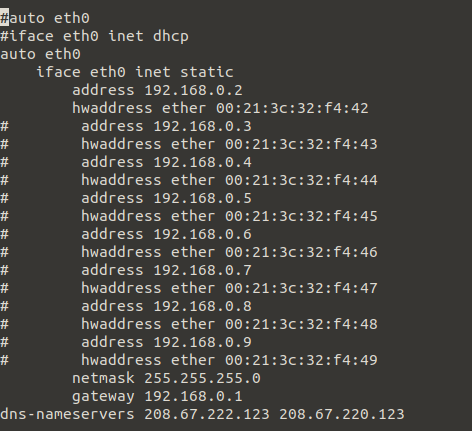 #auto eth0
#iface eth0 inet dhcp
auto eth0
    iface eth0 inet static
        address 192.168.0.2
        hwaddress ether 00:21:3c:32:f4:42
#        address 192.168.0.3
#        hwaddress ether 00:21:3c:32:f4:43
#        address 192.168.0.4
#        hwaddress ether 00:21:3c:32:f4:44
#        address 192.168.0.5
#        hwaddress ether 00:21:3c:32:f4:45
#        address 192.168.0.6
#        hwaddress ether 00:21:3c:32:f4:46
#        address 192.168.0.7
#        hwaddress ether 00:21:3c:32:f4:47
#        address 192.168.0.8
#        hwaddress ether 00:21:3c:32:f4:48
#        address 192.168.0.9
#        hwaddress ether 00:21:3c:32:f4:49
        netmask 255.255.255.0
        gateway 192.168.0.1
dns-nameservers 208.67.222.123 208.67.220.123